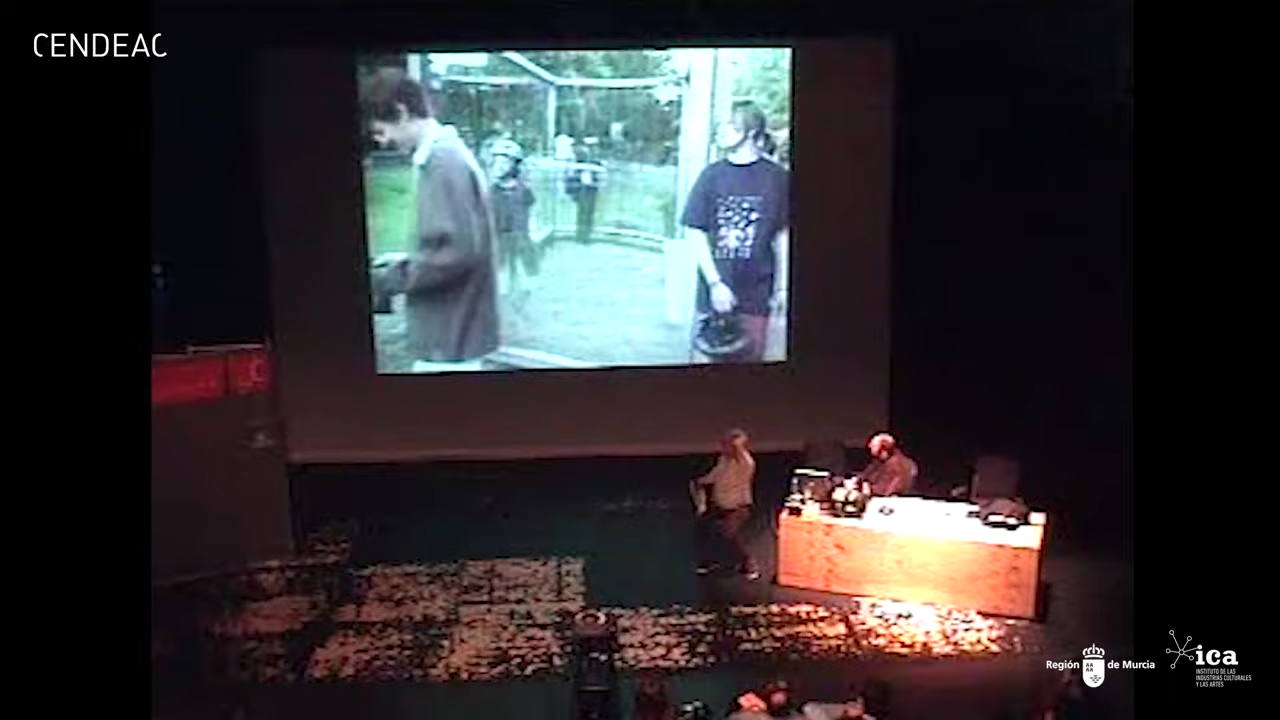 CENDEAC
Región de Murcia
ica
INSTITUTO DE LAS
INDUSTRIAS CULTURALES
Y LAS ARTES